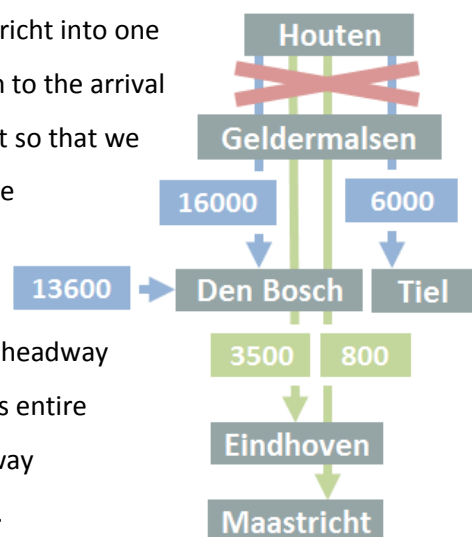 richt into one
n to the arrival
t so that we
e
headway
s entire
way
.
Houten
Geldermalsen
16000
6000
13600
Den Bosch
Tiel
3500
800
Eindhoven
Maastricht